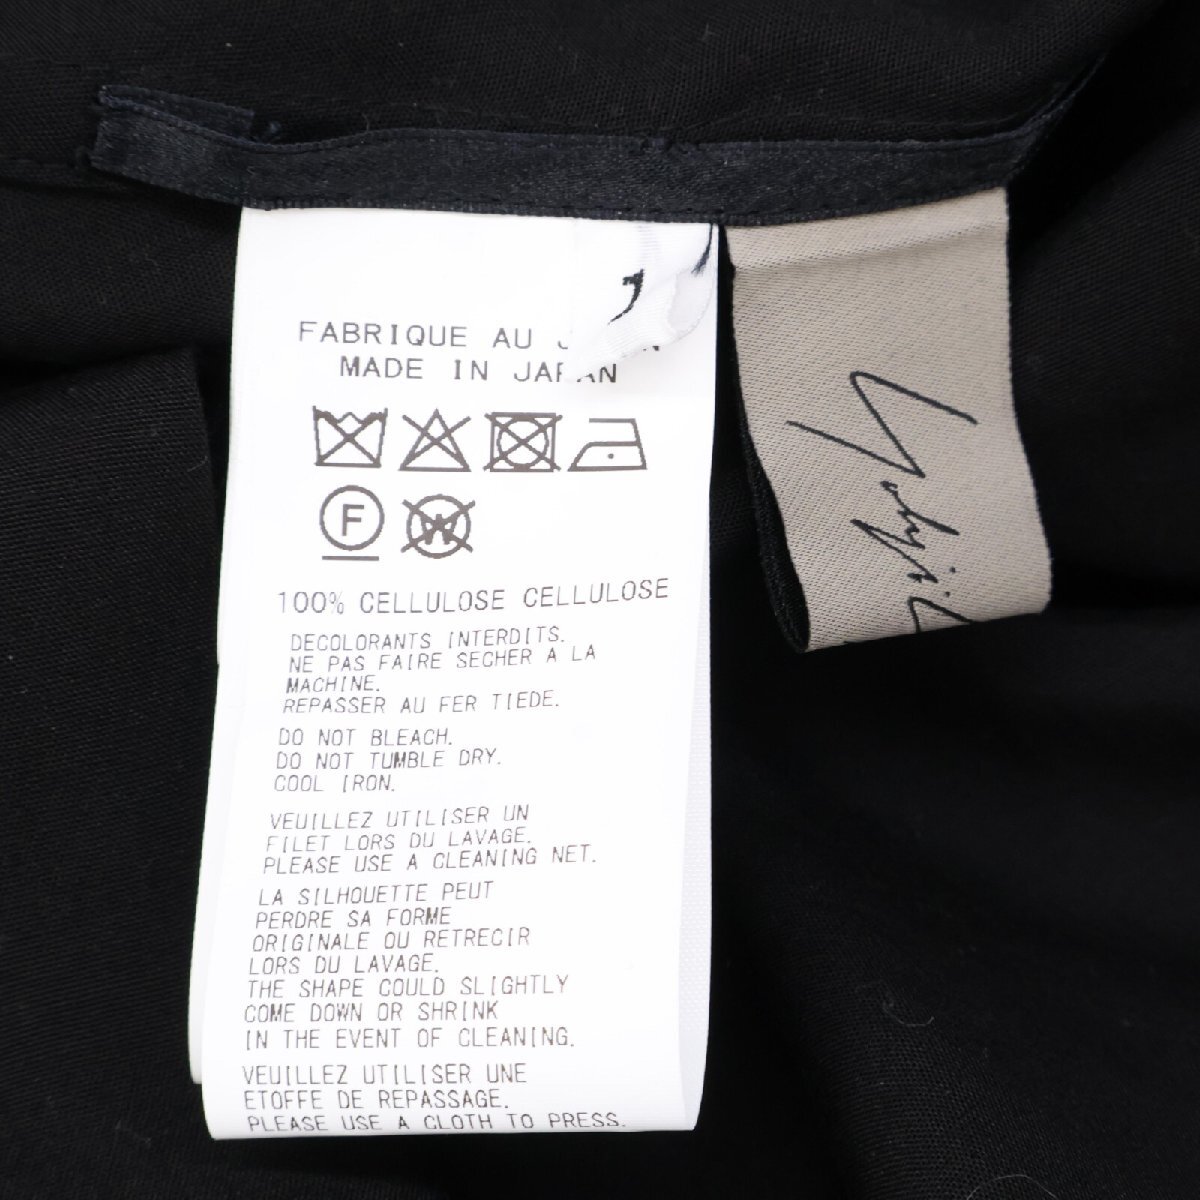 FABRIQUE AU
MADE IN JAPAN
F
W
100% CELLULOSE CELLULOSE
DECOLORANTS INTERDITS.
NE PAS FAIRE SECHER A LA
MACHINE.
REPASSER AU FER TIEDE.
DO NOT BLEACH.
DO NOT TUMBLE DRY.
COOL IRON.
VEUILLEZ UTILISER UN
FILET LORS DU LAVAGE.
PLEASE USE A CLEANING NET.
LA SILHOUETTE PEUT
PERDRE SA FORME
ORIGINALE OU RETRECIR
LORS DU LAVAGE.
THE SHAPE COULD SLIGHTLY
COME DOWN OR SHRINK
IN THE EVENT OF CLEANING.
VEUILLEZ UTILISER UNE
ETOFFE DE REPASSAGE.
PLEASE USE A CLOTH TO PRESS.
Yohji